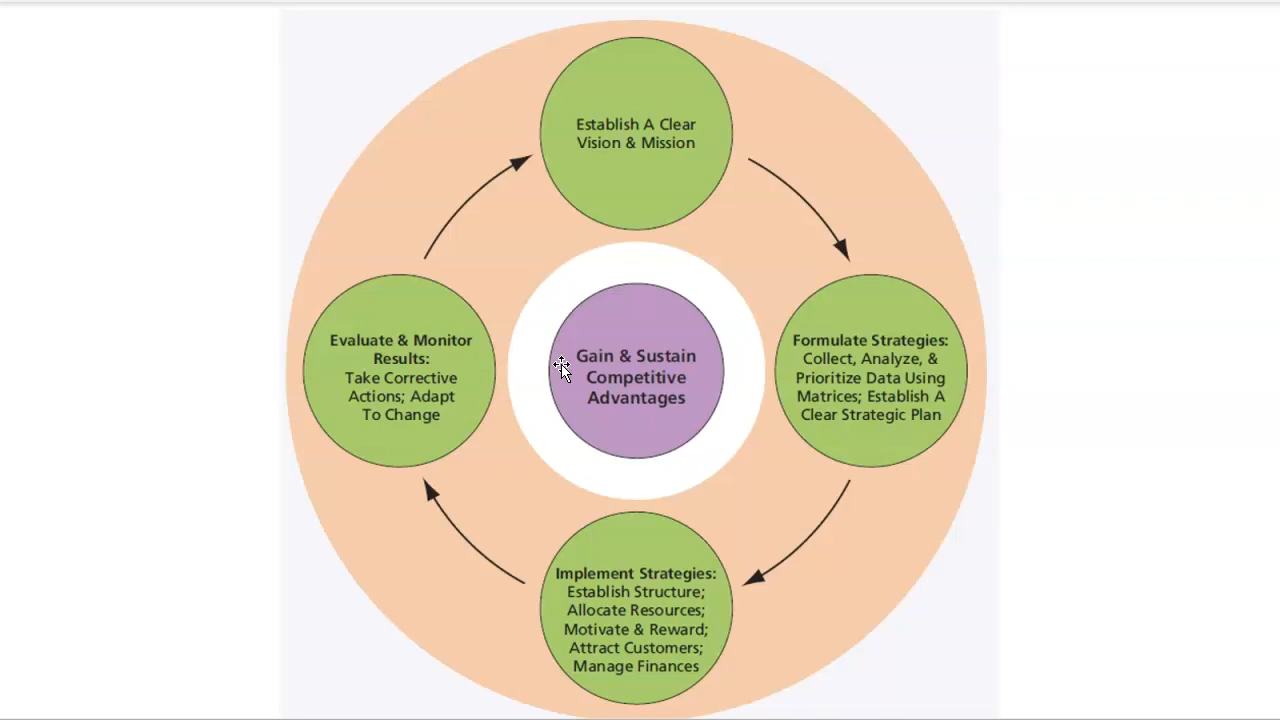 Establish A Clear
Vision & Mission
Formulate Strategies:
Collect, Analyze, &
Prioritize Data Using
Matrices; Establish A
Clear Strategic Plan
Implement Strategies:
Establish Structure;
Allocate Resources;
Motivate & Reward;
Attract Customers;
Manage Finances
Evaluate & Monitor
Results:
Take Corrective
Actions; Adapt
To Change
Gain & Sustain
Competitive
Advantages